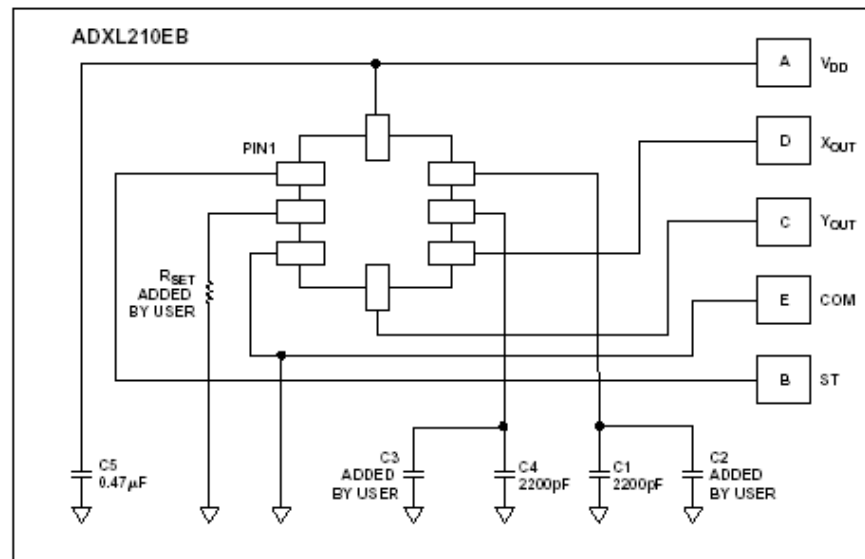 ADXL210EB
A VDD
PIN1
D XOUT
C YOUT
RSET
ADDED
BY USER
E COM
B ST
C5
0.47µF
C3
ADDED
BY USER
C4
2200pF
C1
2200pF
C2
ADDED
BY USER